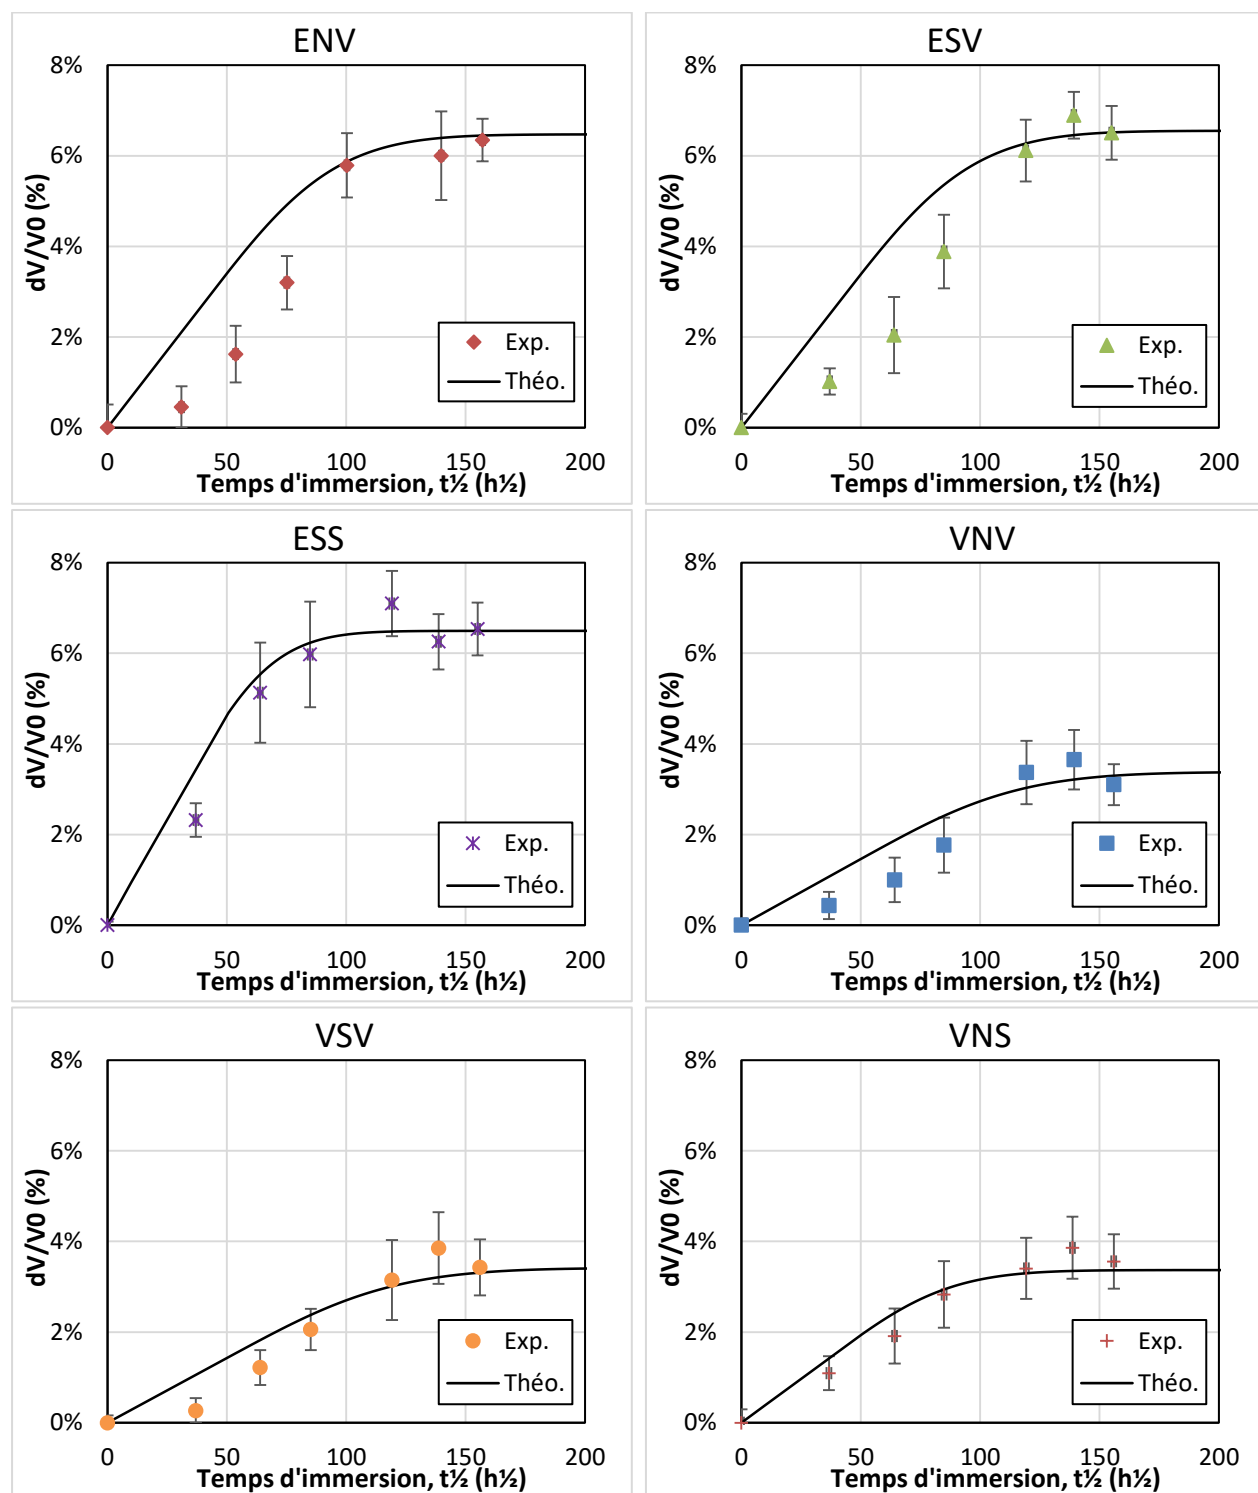 ENV
8%
6%
4%
2%
0%
dV/V0 (%)
Exp.
Théo.
0 50 100 150 200
Temps d'immersion, t½ (h½)
ESV
8%
6%
4%
2%
0%
dV/V0 (%)
Exp.
Théo.
0 50 100 150 200
Temps d'immersion, t½ (h½)
ESS
8%
6%
4%
2%
0%
dV/V0 (%)
Exp.
Théo.
0 50 100 150 200
Temps d'immersion, t½ (h½)
VNV
8%
6%
4%
2%
0%
dV/V0 (%)
Exp.
Théo.
0 50 100 150 200
Temps d'immersion, t½ (h½)
VSV
8%
6%
4%
2%
0%
dV/V0 (%)
Exp.
Théo.
0 50 100 150 200
Temps d'immersion, t½ (h½)
VNS
8%
6%
4%
2%
0%
dV/V0 (%)
Exp.
Théo.
0 50 100 150 200
Temps d'immersion, t½ (h½)